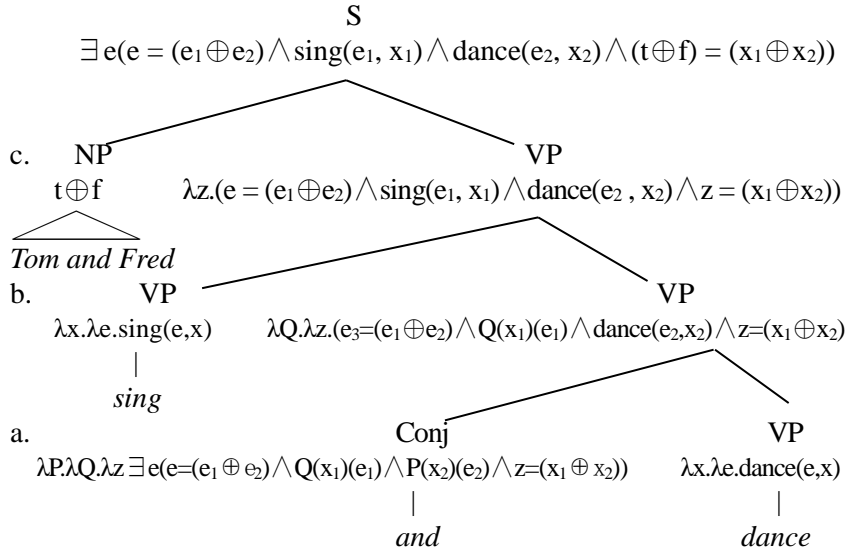 S
∃ e(e = (e₁⊕e₂)∧sing(e₁, x₁)∧dance(e₂, x₂)∧(t⊕f) = (x₁⊕x₂))
c. NP VP
t⊕f λz.(e = (e₁⊕e₂)∧sing(e₁, x₁)∧dance(e₂ , x₂)∧z = (x₁⊕x₂))
Tom and Fred
b. VP VP
λx.λe.sing(e,x) λQ.λz.(e₃=(e₁⊕e₂)∧Q(x₁)(e₁)∧dance(e₂,x₂)∧z=(x₁⊕x₂)
sing
a. Conj VP
λP.λQ.λz∃e(e=(e₁⊕e₂)∧Q(x₁)(e₁)∧P(x₂)(e₂)∧z=(x₁⊕x₂)) λx.λe.dance(e,x)
and dance